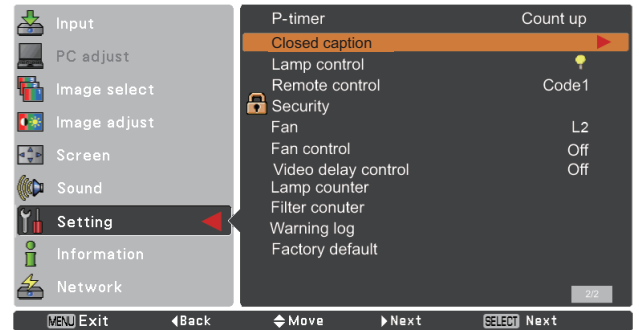 Input
PC adjust
Image select
Image adjust
Screen
Sound
Setting
Information
Network
P-timer Count up
Closed caption
Lamp control
Remote control Code1
Security
Fan L2
Fan control Off
Video delay control Off
Lamp counter
Filter conuter
Warning log
Factory default
2/2
MENU Exit Back Move Next SELECT Next